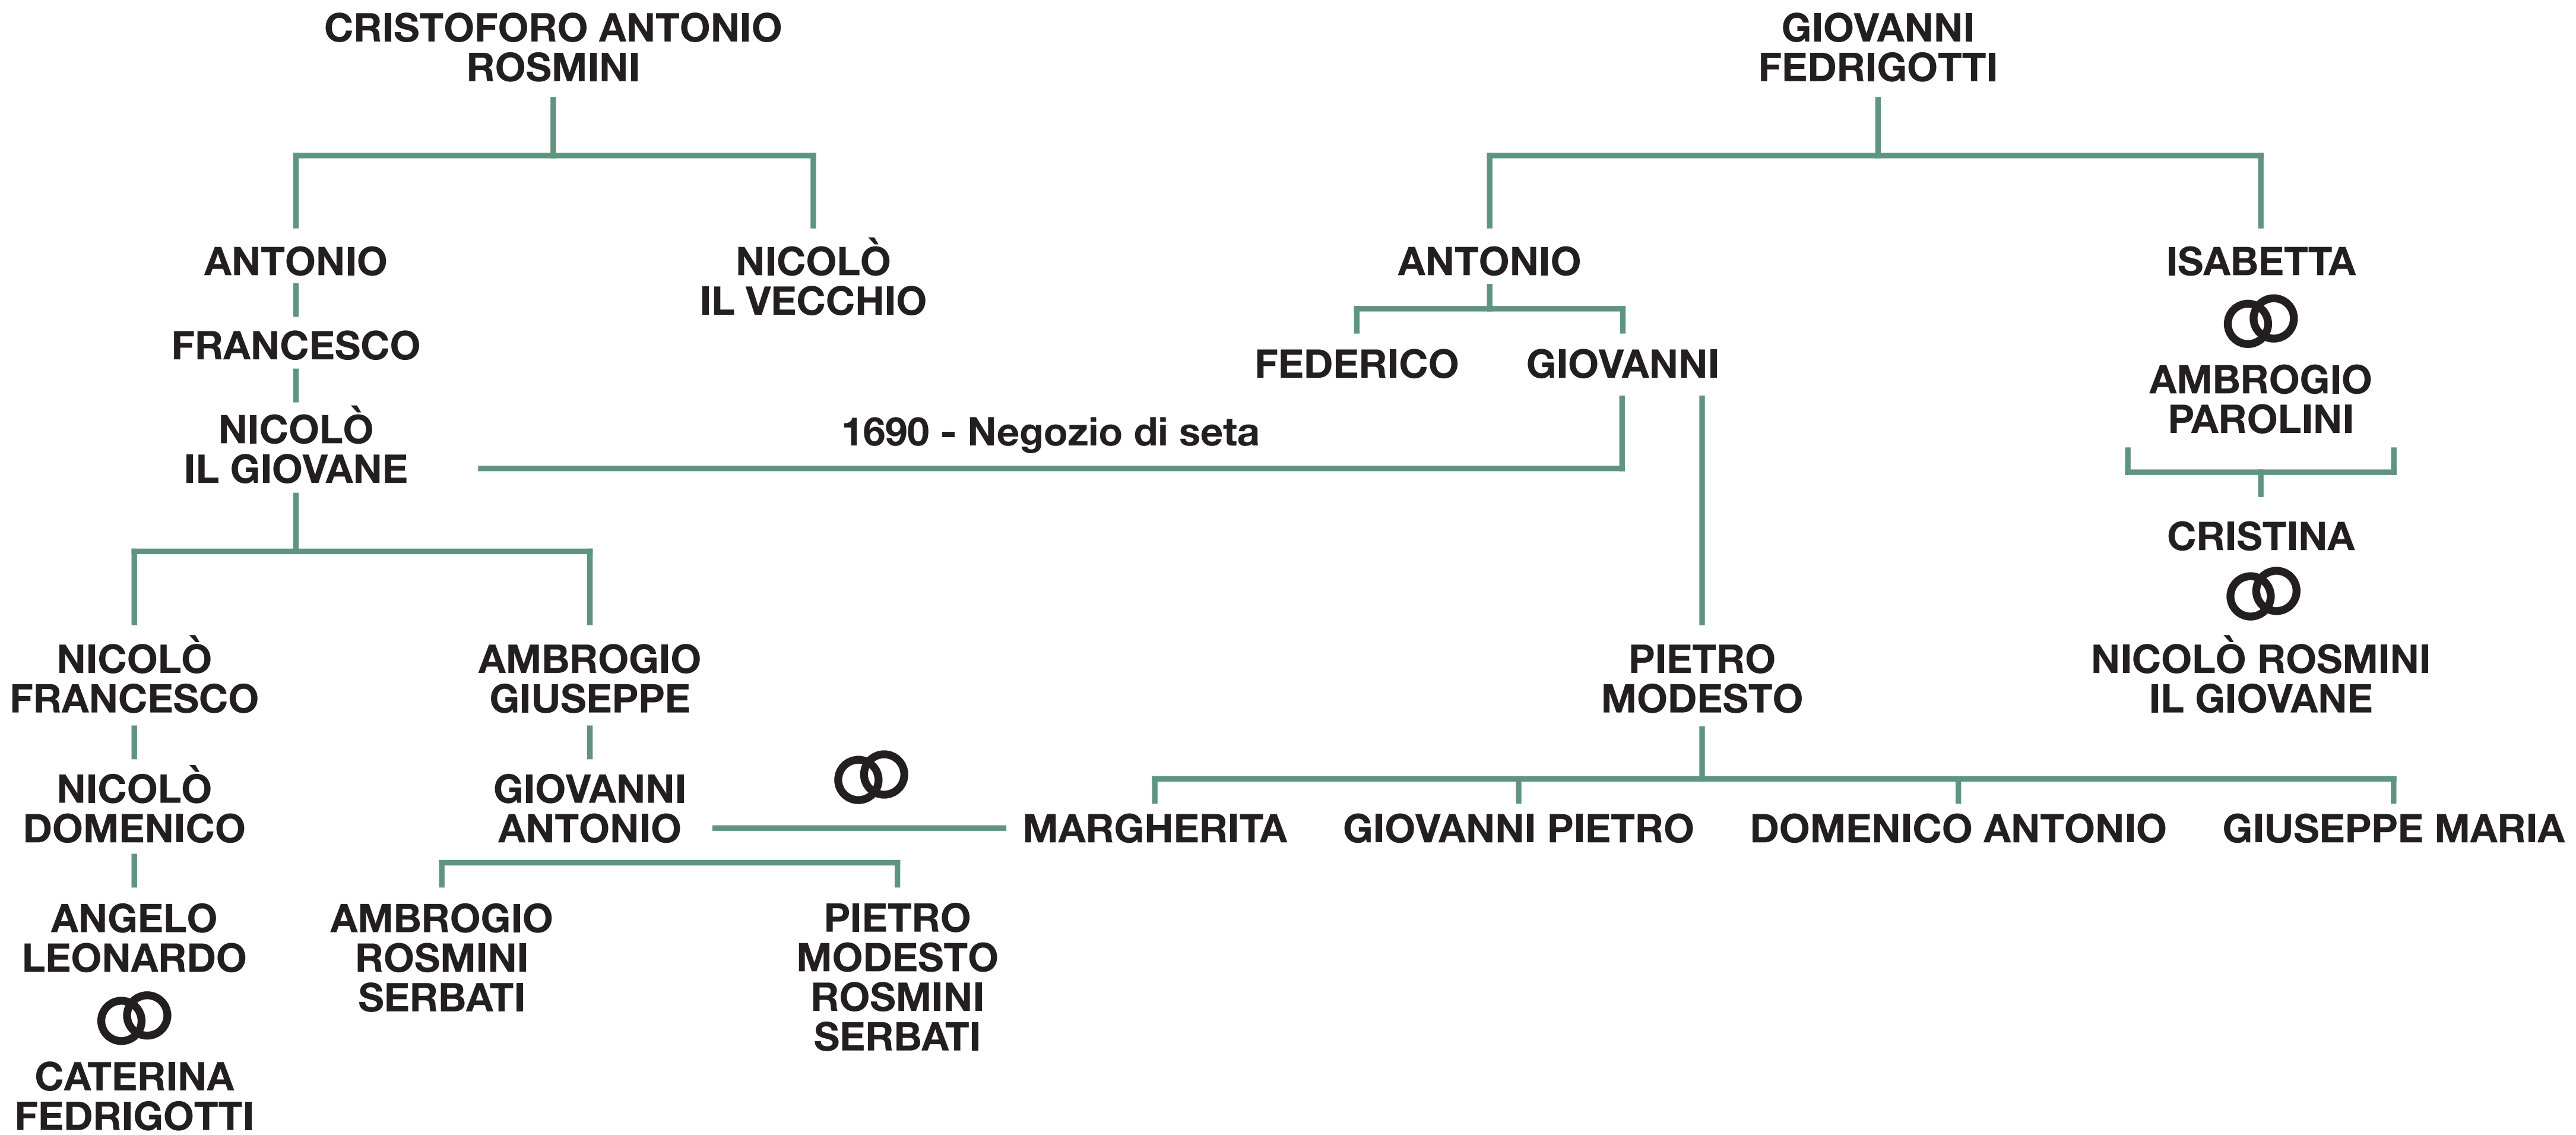 CRISTOFORO ANTONIO
ROSMINI
GIOVANNI
FEDRIGOTTI
ANTONIO
NICOLÒ
IL VECCHIO
ANTONIO
ISABETTA
FRANCESCO
FEDERICO
GIOVANNI
AMBROGIO
PAROLINI
NICOLÒ
IL GIOVANE
1690 - Negozio di seta
CRISTINA
NICOLÒ
FRANCESCO
AMBROGIO
GIUSEPPE
PIETRO
MODESTO
NICOLÒ ROSMINI
IL GIOVANE
NICOLÒ
DOMENICO
GIOVANNI
ANTONIO
MARGHERITA
GIOVANNI PIETRO
DOMENICO ANTONIO
GIUSEPPE MARIA
ANGELO
LEONARDO
AMBROGIO
ROSMINI
SERBATI
PIETRO
MODESTO
ROSMINI
SERBATI
CATERINA
FEDRIGOTTI